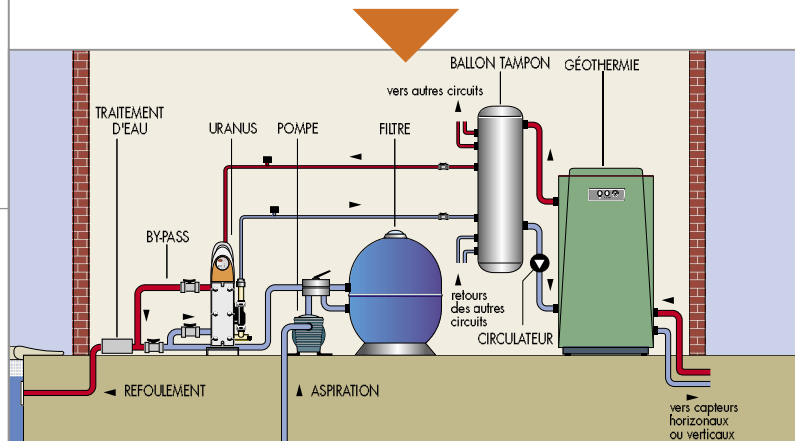 BALLON TAMPON
GÉOTHERMIE
vers autres circuits
TRAITEMENT
D'EAU
URANUS
POMPE
FILTRE
BY-PASS
retours
des autres
circuits
CIRCULATEUR
REFOULEMENT
ASPIRATION
vers capteurs
horizonaux
ou verticaux